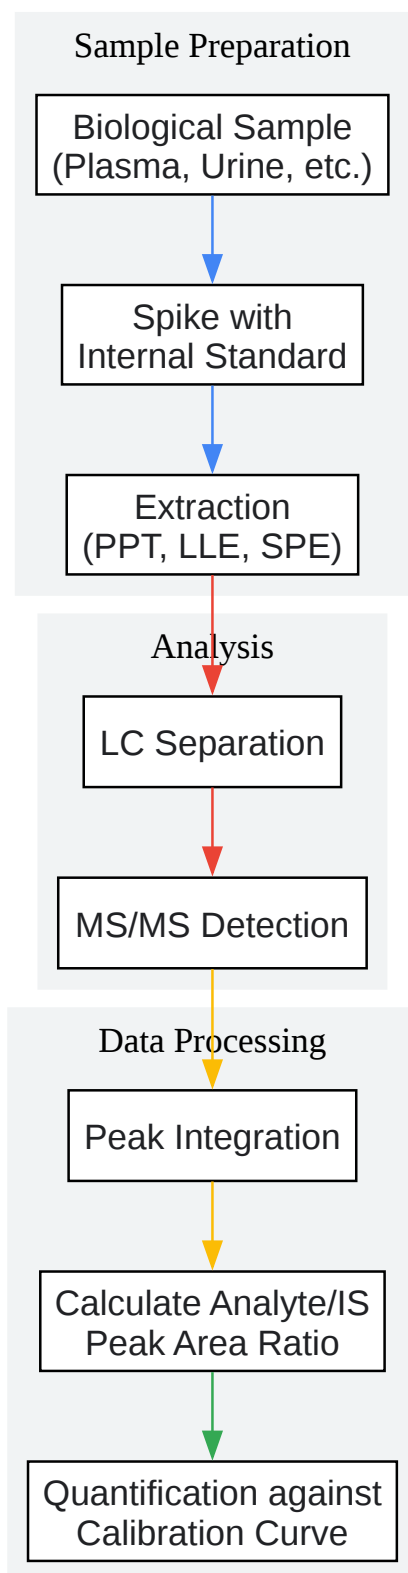 Sample Preparation
Biological Sample
(Plasma, Urine, etc.)
Spike with
Internal Standard
Extraction
(PPT, LLE, SPE)
Analysis
LC Separation
MS/MS Detection
Data Processing
Peak Integration
Calculate Analyte/IS
Peak Area Ratio
Quantification against
Calibration Curve